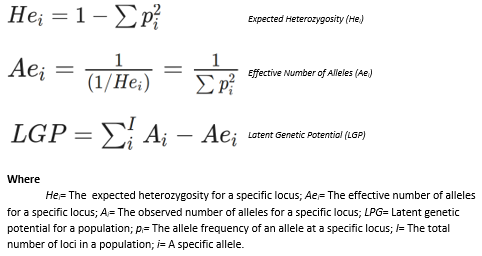 He_i = 1 − ∑ p_i^2 Expected Heterozygosity (He_i)
Ae_i = 1 / (1/He_i) = 1 / ∑ p_i^2 Effective Number of Alleles (Ae_i)
LGP = ∑_i^I A_i − Ae_i Latent Genetic Potential (LGP)
Where
He_i= The expected heterozygosity for a specific locus; Ae_i= The effective number of alleles
for a specific locus; A_i= The observed number of alleles for a specific locus; LPG= Latent genetic
potential for a population; p_i= The allele frequency of an allele at a specific locus; I= The total
number of loci in a population; i= A specific allele.